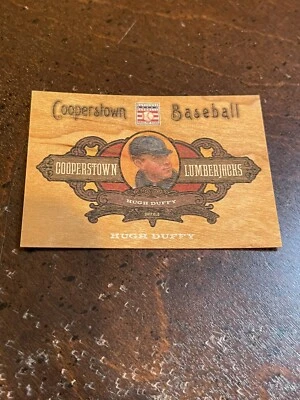 Cooperstown Baseball
COOPERSTOWN LUMBERJACKS
HUGH DUFFY
HUGH DUFFY